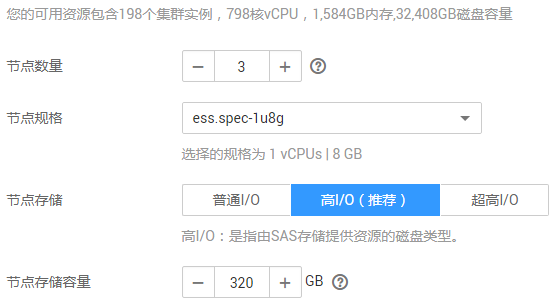 您的可用资源包含198个集群实例，798核vCPU，1,584GB内存,32,408GB磁盘容量
节点数量 － 3 ＋ ?
节点规格 ess.spec-1u8g
选择的规格为 1 vCPUs | 8 GB
节点存储 普通I/O 高I/O（推荐） 超高I/O
高I/O：是指由SAS存储提供资源的磁盘类型。
节点存储容量 － 320 ＋ GB ?